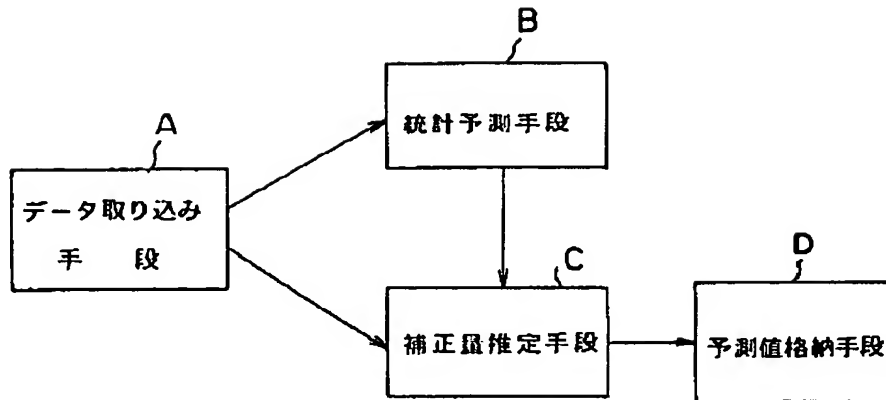 A
データ取り込み
手 段
B
統計予測手段
C
補正量推定手段
D
予測値格納手段